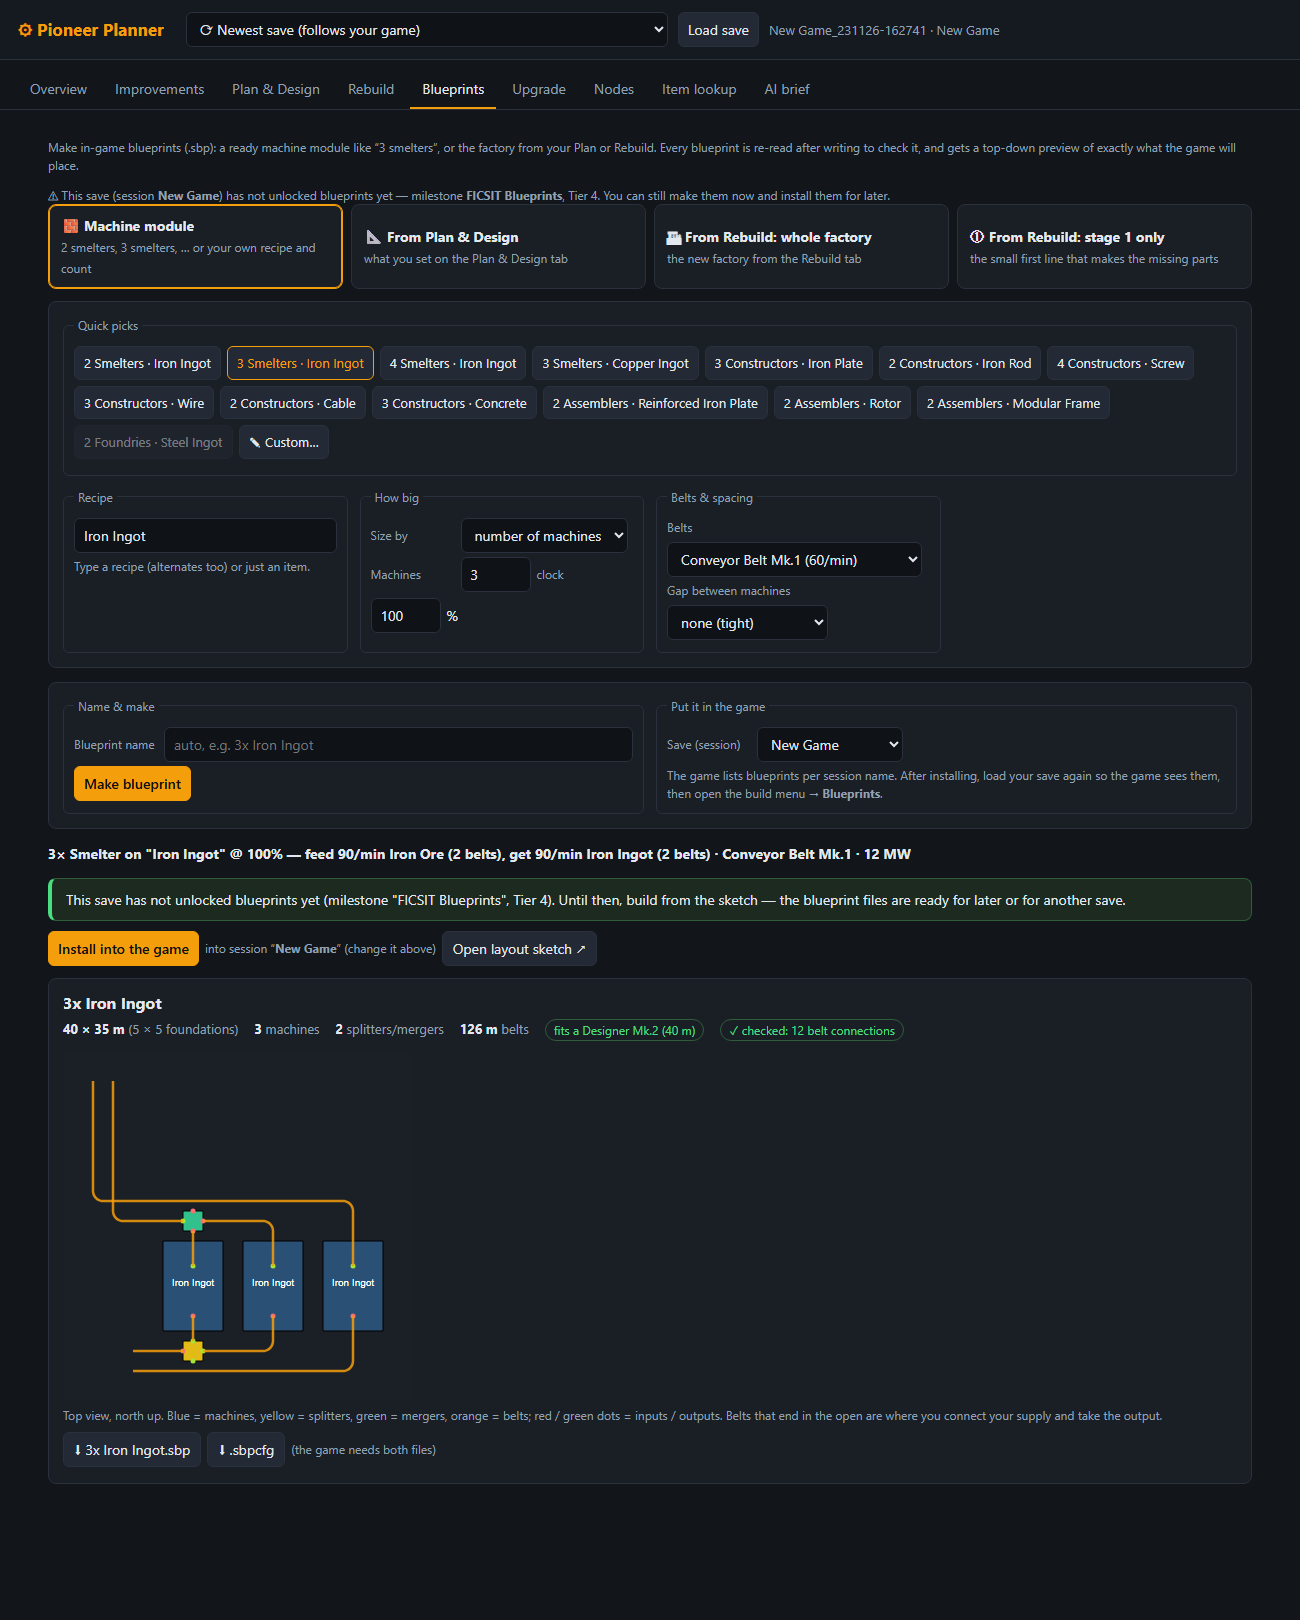 ⚙ Pioneer Planner
⟳ Newest save (follows your game)
Load save
New Game_231126-162741 · New Game
Overview
Improvements
Plan & Design
Rebuild
Blueprints
Upgrade
Nodes
Item lookup
AI brief
Make in-game blueprints (.sbp): a ready machine module like "3 smelters", or the factory from your Plan or Rebuild. Every blueprint is re-read after writing to check it, and gets a top-down preview of exactly what the game will
place.
⚠ This save (session New Game) has not unlocked blueprints yet — milestone FICSIT Blueprints, Tier 4. You can still make them now and install them for later.
🧱 Machine module
2 smelters, 3 smelters, … or your own recipe and
count
📐 From Plan & Design
what you set on the Plan & Design tab
🏭 From Rebuild: whole factory
the new factory from the Rebuild tab
① From Rebuild: stage 1 only
the small first line that makes the missing parts
Quick picks
2 Smelters · Iron Ingot
3 Smelters · Iron Ingot
4 Smelters · Iron Ingot
3 Smelters · Copper Ingot
3 Constructors · Iron Plate
2 Constructors · Iron Rod
4 Constructors · Screw
3 Constructors · Wire
2 Constructors · Cable
3 Constructors · Concrete
2 Assemblers · Reinforced Iron Plate
2 Assemblers · Rotor
2 Assemblers · Modular Frame
2 Foundries · Steel Ingot
✎ Custom…
Recipe
Iron Ingot
Type a recipe (alternates too) or just an item.
How big
Size by
number of machines
Machines
3
clock
100
%
Belts & spacing
Belts
Conveyor Belt Mk.1 (60/min)
Gap between machines
none (tight)
Name & make
Blueprint name
auto, e.g. 3x Iron Ingot
Make blueprint
Put it in the game
Save (session)
New Game
The game lists blueprints per session name. After installing, load your save again so the game sees them,
then open the build menu → Blueprints.
3× Smelter on "Iron Ingot" @ 100% — feed 90/min Iron Ore (2 belts), get 90/min Iron Ingot (2 belts) · Conveyor Belt Mk.1 · 12 MW
This save has not unlocked blueprints yet (milestone "FICSIT Blueprints", Tier 4). Until then, build from the sketch — the blueprint files are ready for later or for another save.
Install into the game
into session "New Game" (change it above)
Open layout sketch ↗
3x Iron Ingot
40 × 35 m (5 × 5 foundations)
3 machines
2 splitters/mergers
126 m belts
fits a Designer Mk.2 (40 m)
✓ checked: 12 belt connections
Iron Ingot
Iron Ingot
Iron Ingot
Top view, north up. Blue = machines, yellow = splitters, green = mergers, orange = belts; red / green dots = inputs / outputs. Belts that end in the open are where you connect your supply and take the output.
⬇ 3x Iron Ingot.sbp
⬇ .sbpcfg
(the game needs both files)